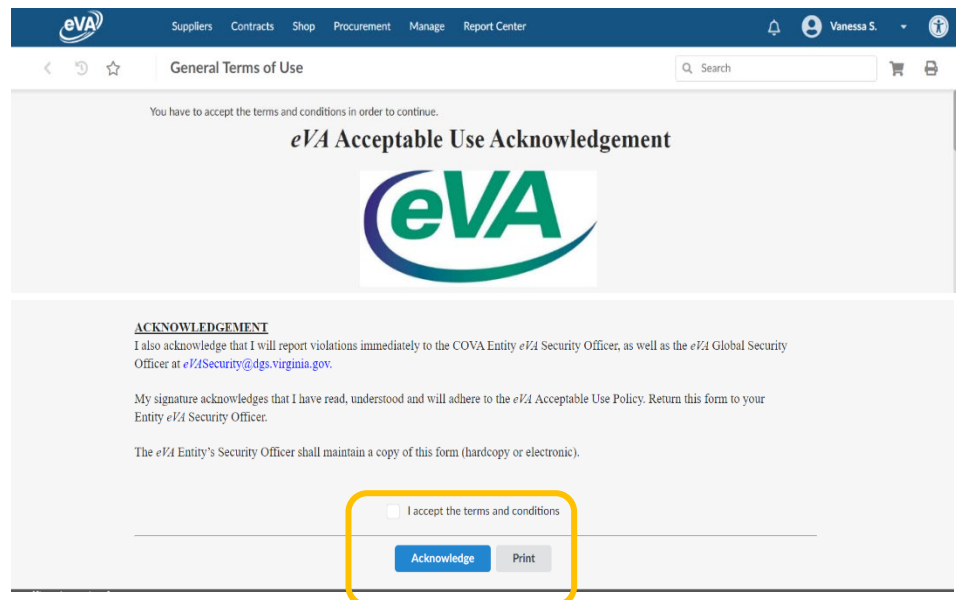 eVA Suppliers Contracts Shop Procurement Manage Report Center Vanessa S.
General Terms of Use Search
You have to accept the terms and conditions in order to continue.
eVA Acceptable Use Acknowledgement
eVA
ACKNOWLEDGEMENT
I also acknowledge that I will report violations immediately to the COVA Entity eVA Security Officer, as well as the eVA Global Security
Officer at eVASecurity@dgs.virginia.gov.
My signature acknowledges that I have read, understood and will adhere to the eVA Acceptable Use Policy. Return this form to your
Entity eVA Security Officer.
The eVA Entity's Security Officer shall maintain a copy of this form (hardcopy or electronic).
I accept the terms and conditions
Acknowledge Print